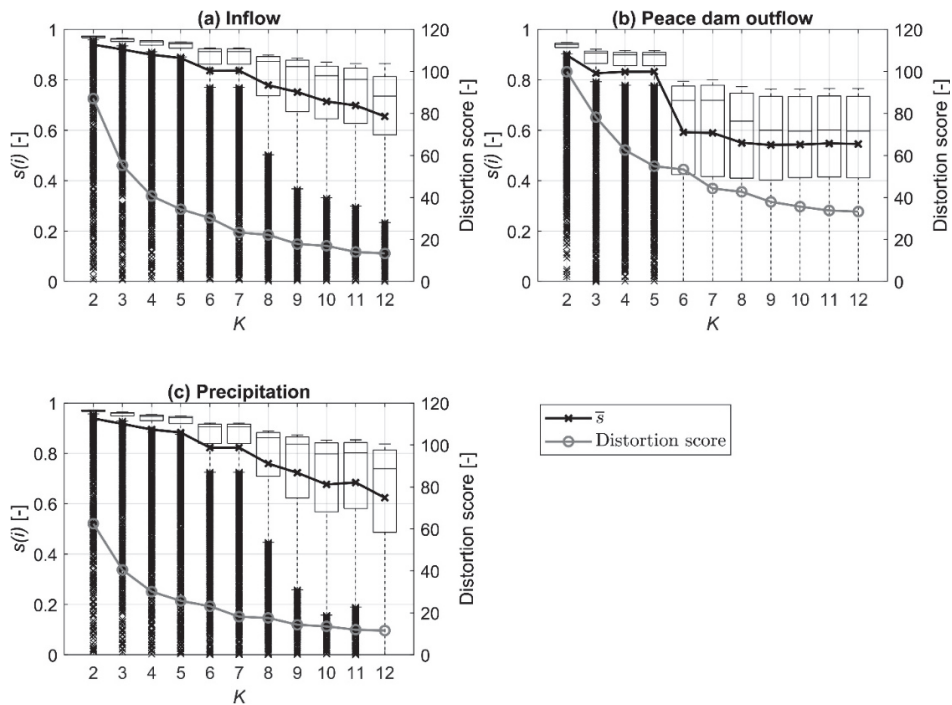 (a) Inflow
1
0.8
0.6
0.4
0.2
0
s(i) [-]
120
100
80
60
40
20
0
Distortion score [-]
2 3 4 5 6 7 8 9 10 11 12
K
(b) Peace dam outflow
1
0.8
0.6
0.4
0.2
0
s(i) [-]
120
100
80
60
40
20
0
Distortion score [-]
2 3 4 5 6 7 8 9 10 11 12
K
(c) Precipitation
1
0.8
0.6
0.4
0.2
0
s(i) [-]
120
100
80
60
40
20
0
Distortion score [-]
2 3 4 5 6 7 8 9 10 11 12
K
s̅
Distortion score